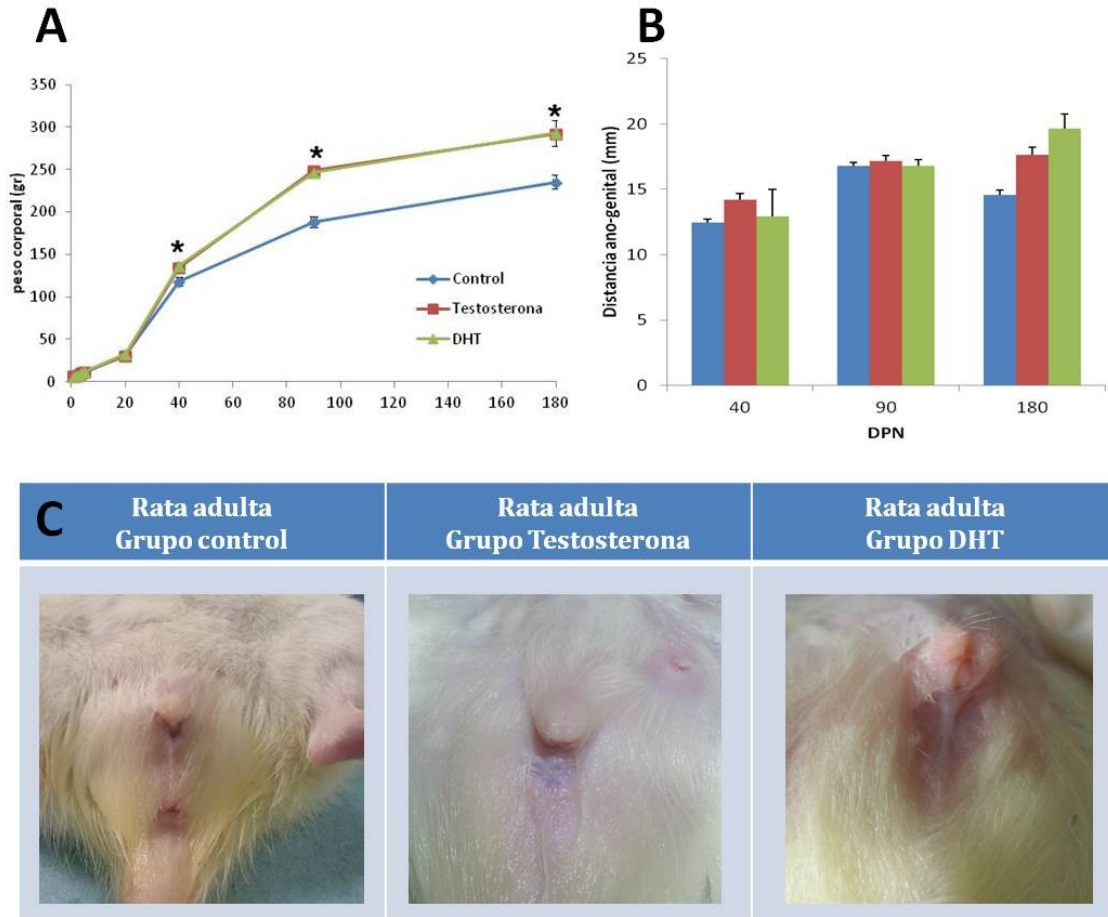 A
350
300
250
200
150
100
50
0
peso corporal (gr)
0
20
40
60
80
100
120
140
160
180
*
*
*
Control
Testosterona
DHT
B
25
20
15
10
5
0
Distancia ano-genital (mm)
40
90
180
DPN
C
Rata adulta
Grupo control
Rata adulta
Grupo Testosterona
Rata adulta
Grupo DHT